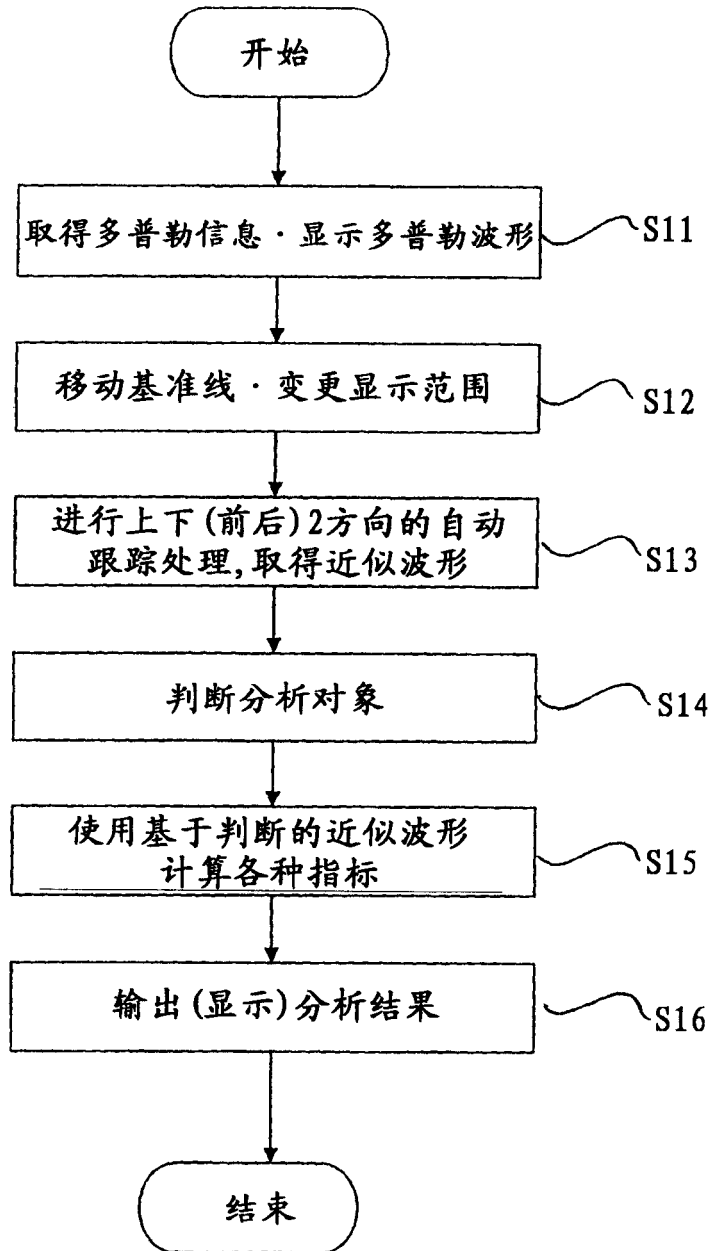 开始
取得多普勒信息·显示多普勒波形
S11
移动基准线·变更显示范围
S12
进行上下(前后)2方向的自动
跟踪处理,取得近似波形
S13
判断分析对象
S14
使用基于判断的近似波形
计算各种指标
S15
输出(显示)分析结果
S16
结束